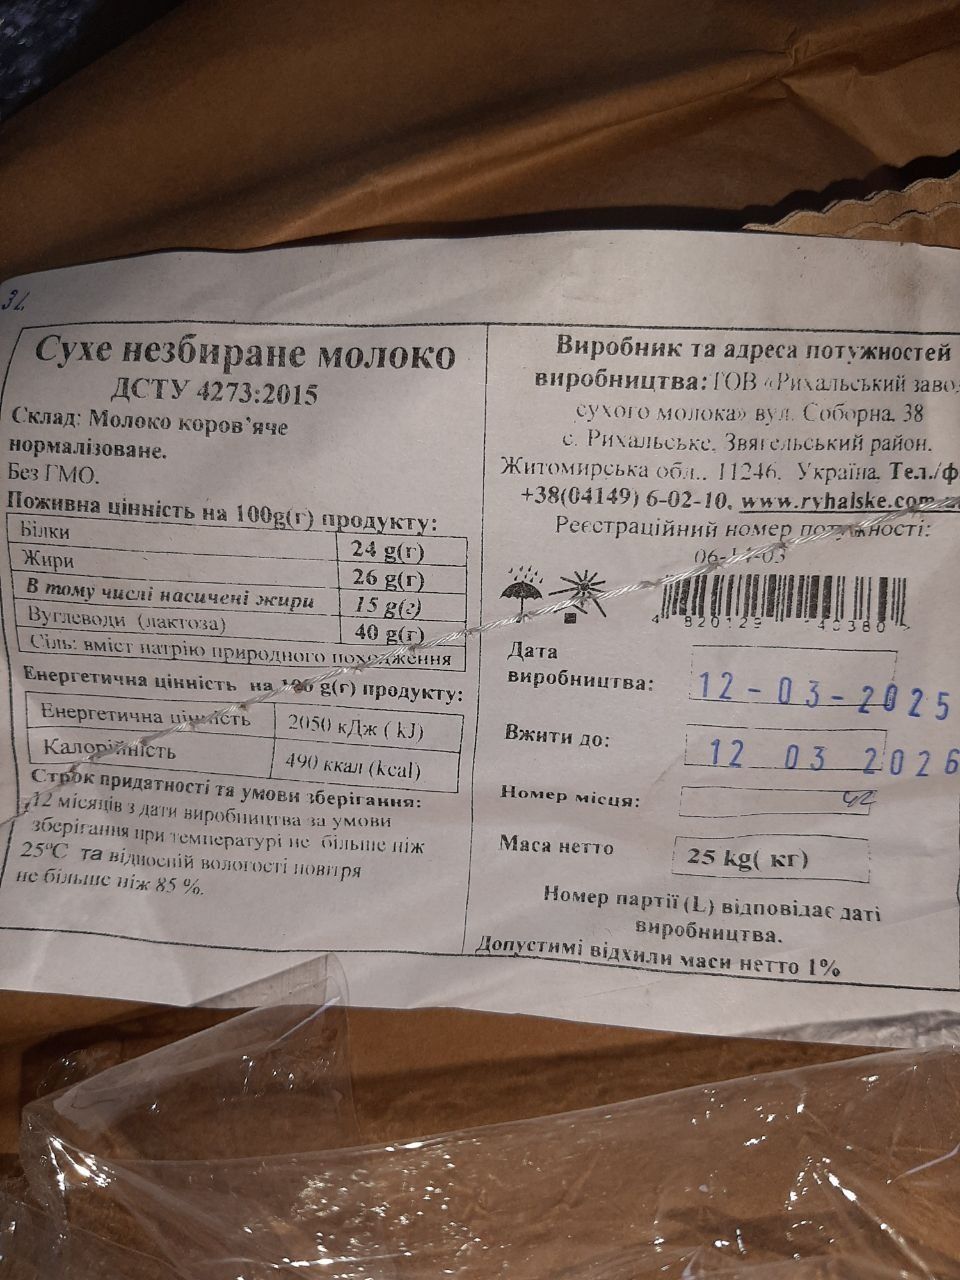 Сухе незбиране молоко
ДСТУ 4273:2015
Склад: Молоко коров’яче
нормалізоване.
Без ГМО.
Поживна цінність на 100g(г) продукту:
Білки 24 g(г)
Жири 26 g(г)
В тому числі насичені жири 15 g(г)
Вуглеводи (лактоза) 40 g(г)
Сіль: вміст натрію природного походження
Енергетична цінність на 100 g(г) продукту:
Енергетична цінність 2050 кДж ( kJ)
Калорійність 490 ккал (kcal)
Строк придатності та умови зберігання:
12 місяців з дати виробництва за умови
зберігання при температурі не більше ніж
25°С та відносній вологості повітря
не більше ніж 85 %.
Виробник та адреса потужностей
виробництва: ТОВ «Рихальський заво
сухого молока» вул. Соборна, 38
с. Рихальське, Звягельський район.
Житомирська обл., 11246, Україна. Тел./ф
+38(04149) 6-02-10, www.ryhalske.com
Реєстраційний номер потужності:
4 820129 140380 >
Дата
виробництва: 12-03-2025
Вжити до: 12 03 2026
Номер місця: 42
Маса нетто 25 kg( кг)
Номер партії (L) відповідає даті
виробництва.
Допустимі відхили маси нетто 1%